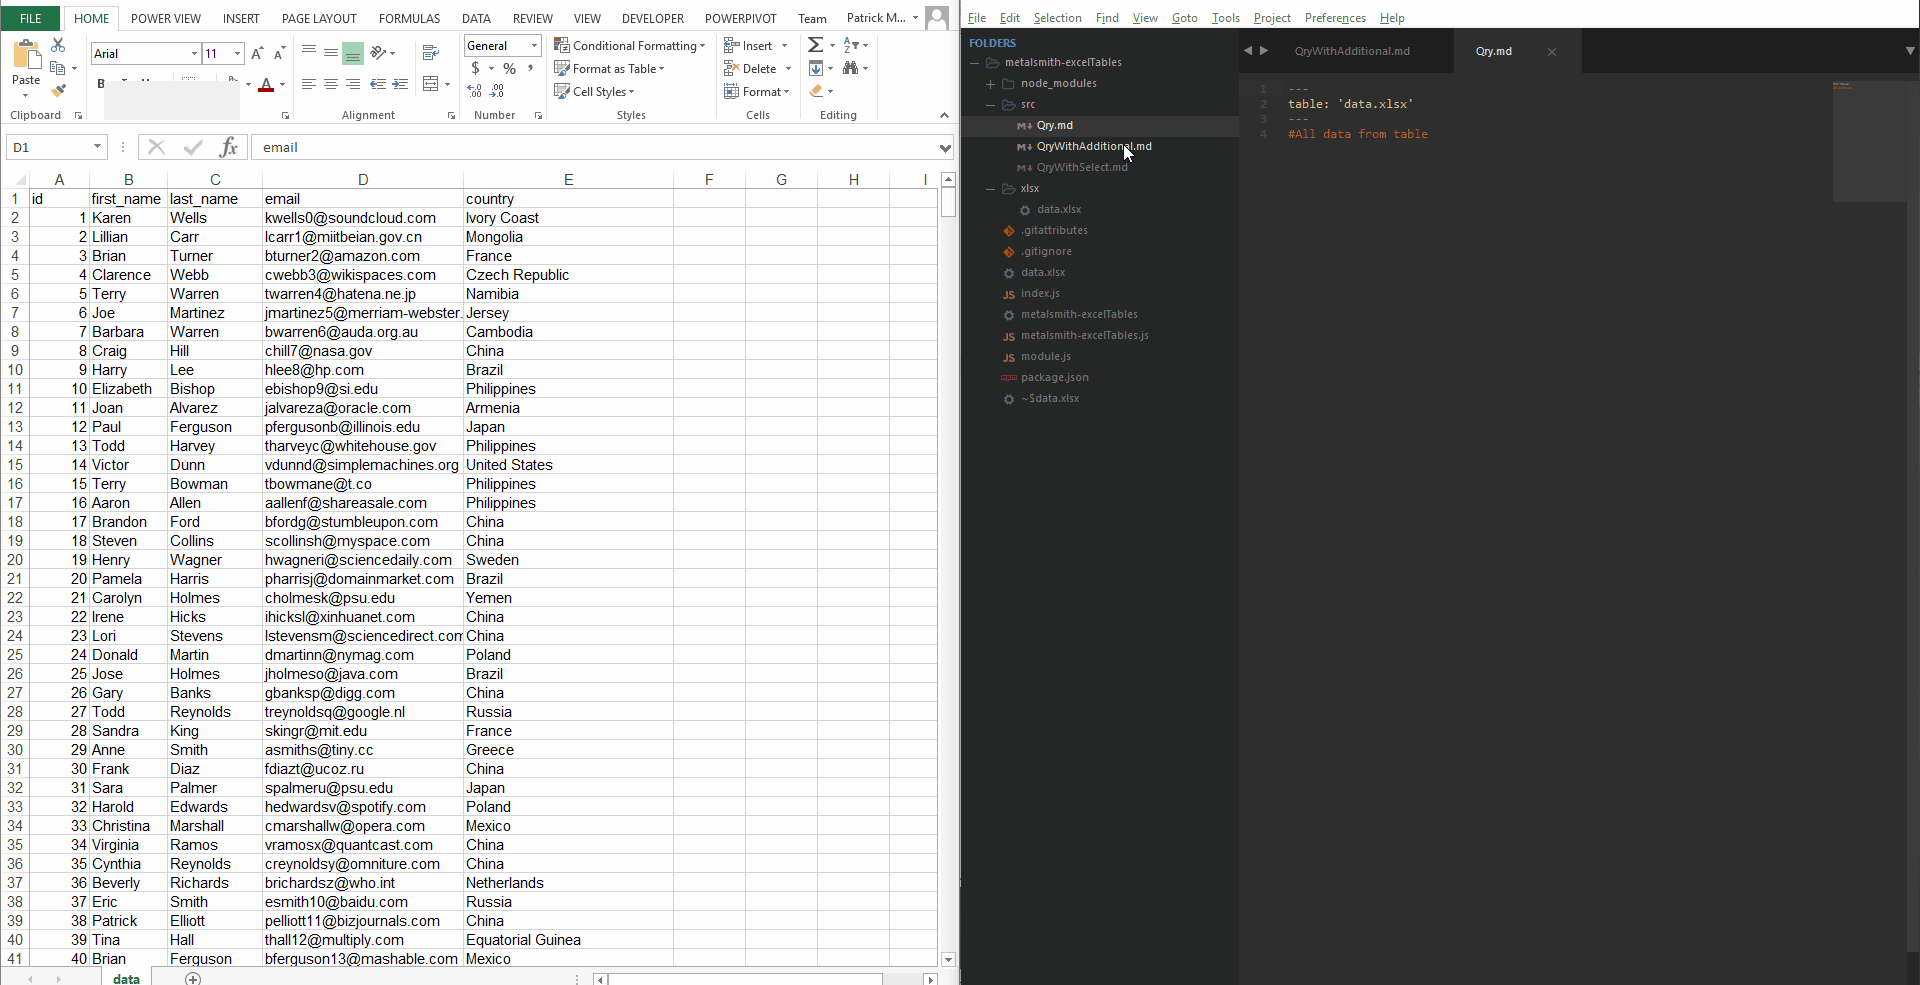 FILE HOME POWER VIEW INSERT PAGE LAYOUT FORMULAS DATA REVIEW VIEW DEVELOPER POWERPIVOT Team Patrick M...
Arial 11 General Conditional Formatting Insert
Paste $ % , Format as Table Delete
B Cell Styles Format
Clipboard Alignment Number Styles Cells Editing
D1 fx email
A B C D E F G H I
1 id first_name last_name email country
2 1 Karen Wells kwells0@soundcloud.com Ivory Coast
3 2 Lillian Carr lcarr1@miitbeian.gov.cn Mongolia
4 3 Brian Turner bturner2@amazon.com France
5 4 Clarence Webb cwebb3@wikispaces.com Czech Republic
6 5 Terry Warren twarren4@hatena.ne.jp Namibia
7 6 Joe Martinez jmartinez5@merriam-webster. Jersey
8 7 Barbara Warren bwarren6@auda.org.au Cambodia
9 8 Craig Hill chill7@nasa.gov China
10 9 Harry Lee hlee8@hp.com Brazil
11 10 Elizabeth Bishop ebishop9@si.edu Philippines
12 11 Joan Alvarez jalvareza@oracle.com Armenia
13 12 Paul Ferguson pfergusonb@illinois.edu Japan
14 13 Todd Harvey tharveyc@whitehouse.gov Philippines
15 14 Victor Dunn vdunnd@simplemachines.org United States
16 15 Terry Bowman tbowmane@t.co Philippines
17 16 Aaron Allen aallenf@shareasale.com Philippines
18 17 Brandon Ford bfordg@stumbleupon.com China
19 18 Steven Collins scollinsh@myspace.com China
20 19 Henry Wagner hwagneri@sciencedaily.com Sweden
21 20 Pamela Harris pharrisj@domainmarket.com Brazil
22 21 Carolyn Holmes cholmesk@psu.edu Yemen
23 22 Irene Hicks ihicksl@xinhuanet.com China
24 23 Lori Stevens lstevensm@sciencedirect.com China
25 24 Donald Martin dmartinn@nymag.com Poland
26 25 Jose Holmes jholmeso@java.com Brazil
27 26 Gary Banks gbanksp@digg.com China
28 27 Todd Reynolds treynoldsq@google.nl Russia
29 28 Sandra King skingr@mit.edu France
30 29 Anne Smith asmiths@tiny.cc Greece
31 30 Frank Diaz fdiazt@ucoz.ru China
32 31 Sara Palmer spalmeru@psu.edu Japan
33 32 Harold Edwards hedwardsv@spotify.com Poland
34 33 Christina Marshall cmarshallw@opera.com Mexico
35 34 Virginia Ramos vramosx@quantcast.com China
36 35 Cynthia Reynolds creynoldsy@omniture.com China
37 36 Beverly Richards brichardsz@who.int Netherlands
38 37 Eric Smith esmith10@baidu.com Russia
39 38 Patrick Elliott pelliott11@bizjournals.com China
40 39 Tina Hall thall12@multiply.com Equatorial Guinea
41 40 Brian Ferguson bferguson13@mashable.com Mexico
data
File Edit Selection Find View Goto Tools Project Preferences Help
FOLDERS
metalsmith-excelTables
node_modules
src
Qry.md
QryWithAdditional.md
QryWithSelect.md
xlsx
data.xlsx
.gitattributes
.gitignore
data.xlsx
JS index.js
metalsmith-excelTables
JS metalsmith-excelTables.js
JS module.js
package.json
~$data.xlsx
QryWithAdditional.md Qry.md
1 ---
2 table: 'data.xlsx'
3 ---
4 #All data from table